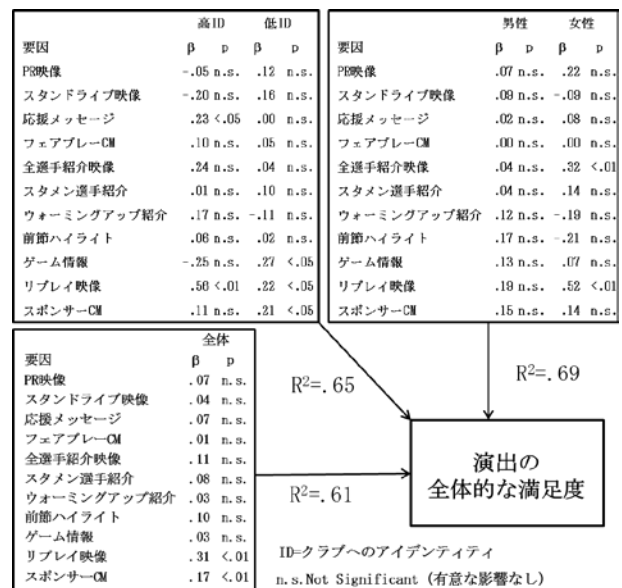 高ID 低ID
要因 β p β p
PR映像 -.05 n.s. .12 n.s.
スタンドライブ映像 -.20 n.s. .16 n.s.
応援メッセージ .23 <.05 .00 n.s.
フェアプレーCM .10 n.s. .05 n.s.
全選手紹介映像 .24 n.s. .04 n.s.
スタメン選手紹介 .01 n.s. .10 n.s.
ウォーミングアップ紹介 .17 n.s. -.11 n.s.
前節ハイライト .06 n.s. .02 n.s.
ゲーム情報 -.25 n.s. .27 <.05
リプレイ映像 .56 <.01 .22 <.05
スポンサーCM .11 n.s. .21 <.05
男性 女性
要因 β p β p
PR映像 .07 n.s. .22 n.s.
スタンドライブ映像 .09 n.s. -.09 n.s.
応援メッセージ .02 n.s. .08 n.s.
フェアプレーCM .00 n.s. .00 n.s.
全選手紹介映像 .04 n.s. .32 <.01
スタメン選手紹介 .04 n.s. .14 n.s.
ウォーミングアップ紹介 .12 n.s. -.19 n.s.
前節ハイライト .17 n.s. -.21 n.s.
ゲーム情報 .13 n.s. .07 n.s.
リプレイ映像 .19 n.s. .52 <.01
スポンサーCM .15 n.s. .14 n.s.
全体
要因 β p
PR映像 .07 n.s.
スタンドライブ映像 .04 n.s.
応援メッセージ .07 n.s.
フェアプレーCM .01 n.s.
全選手紹介映像 .11 n.s.
スタメン選手紹介 .08 n.s.
ウォーミングアップ紹介 .03 n.s.
前節ハイライト .10 n.s.
ゲーム情報 .03 n.s.
リプレイ映像 .31 <.01
スポンサーCM .17 <.01
R²=.65
R²=.69
R²=.61
演出の
全体的な満足度
ID=クラブへのアイデンティティ
n.s.Not Significant (有意な影響なし)